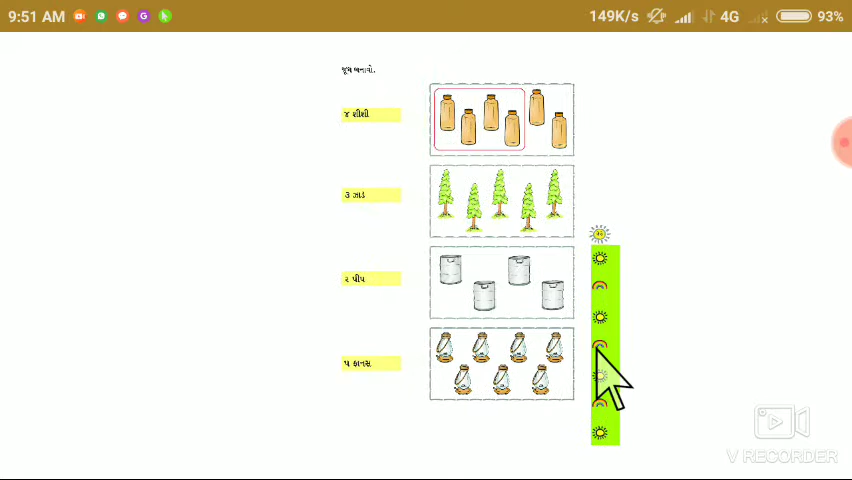 9:51 AM
149K/s 4G 93%
જૂથ બનાવો.
૪ શીશી
૩ ઝાડ
૨ પીપ
૫ ફાનસ
V RECORDER